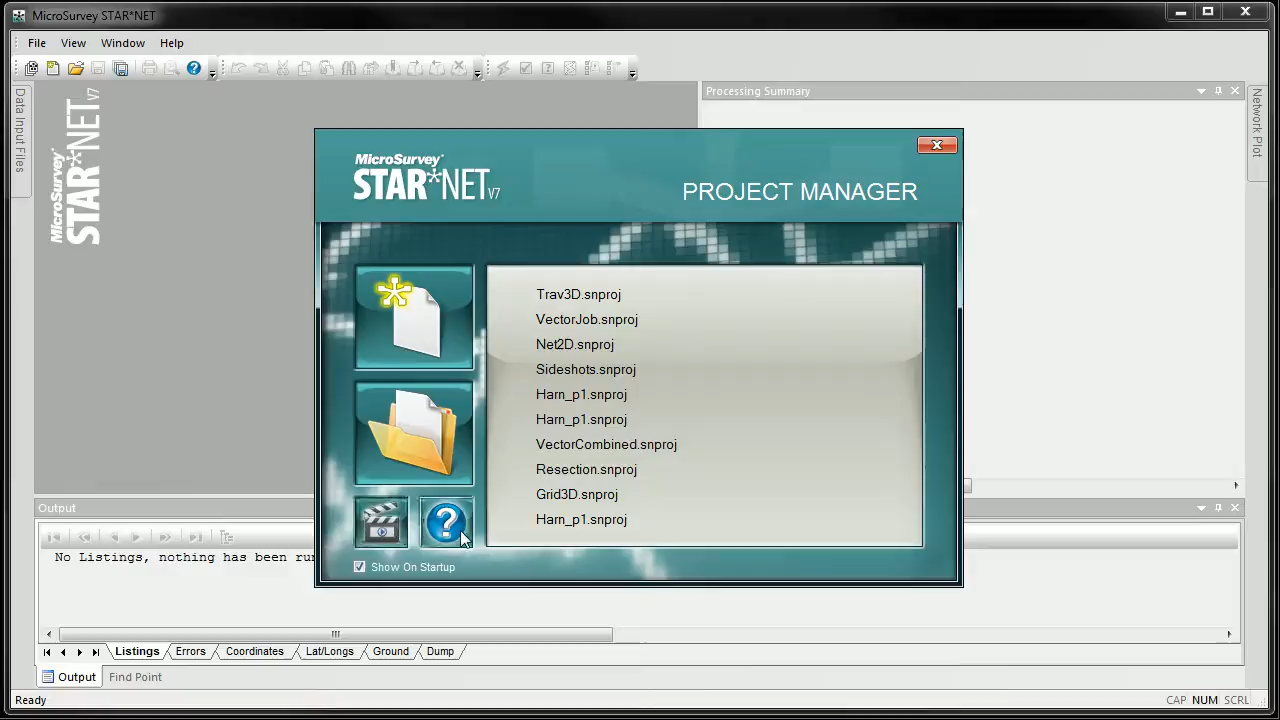 MicroSurvey STAR*NET
File View Window Help
Data Input Files
MicroSurvey
STAR*NET V7
Processing Summary
Network Plot
MicroSurvey
STAR*NET V7
PROJECT MANAGER
Trav3D.snproj
VectorJob.snproj
Net2D.snproj
Sideshots.snproj
Harn_p1.snproj
Harn_p1.snproj
VectorCombined.snproj
Resection.snproj
Grid3D.snproj
Harn_p1.snproj
Show On Startup
Output
No Listings, nothing has been run
Listings Errors Coordinates Lat/Longs Ground Dump
Output Find Point
Ready
CAP NUM SCRL